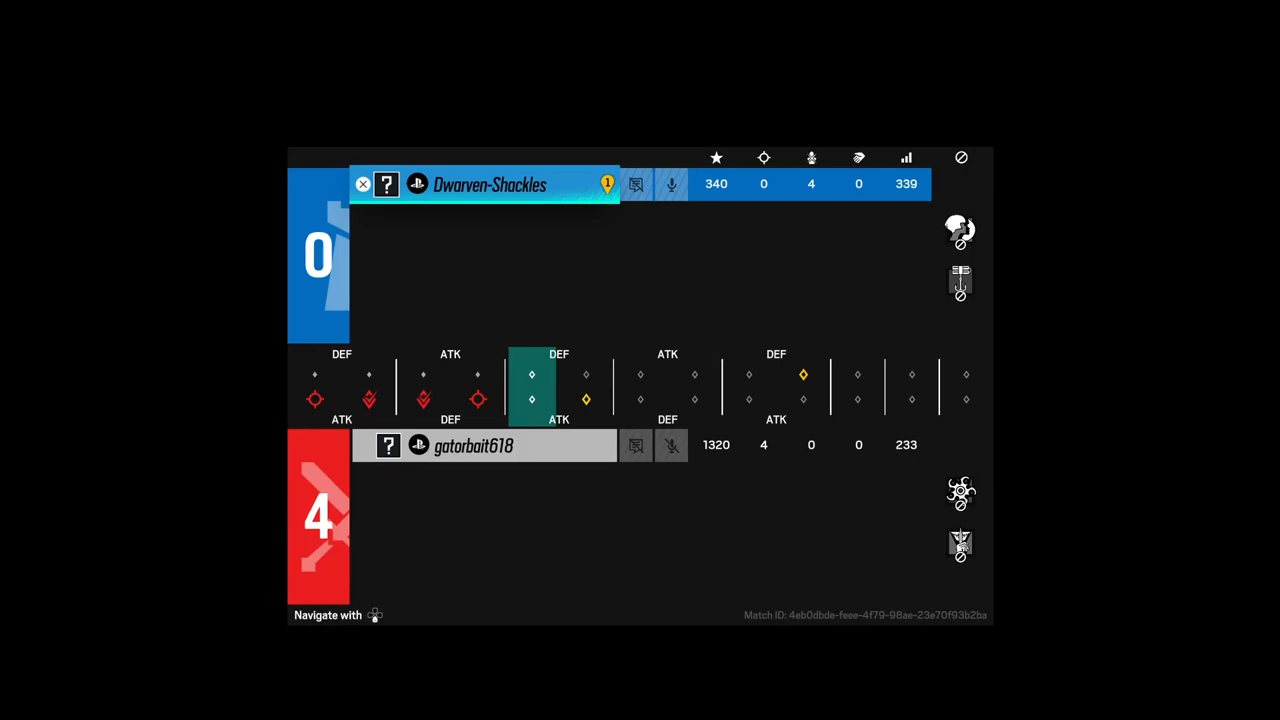 0
? Dwarven-Shackles 1 340 0 4 0 339
DEF ATK DEF ATK DEF
ATK DEF ATK DEF ATK
4
? gatorbait618 1320 4 0 0 233
Navigate with
Match ID: 4eb0dbde-feee-4f79-98ae-23e70f93b2ba